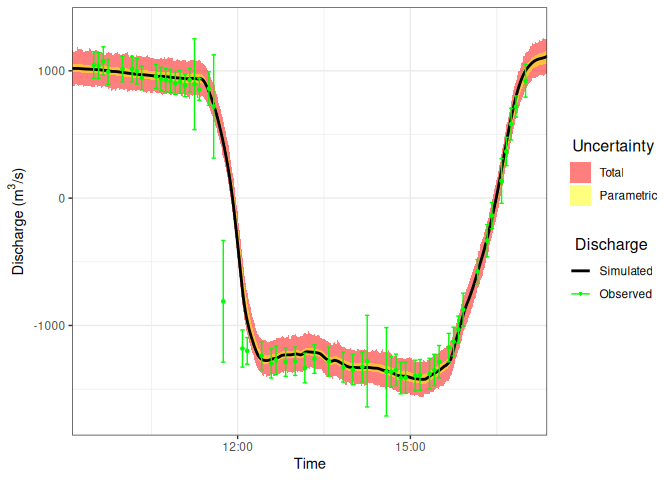 1000
0
-1000
Discharge (m³/s)
12:00
15:00
Time
Uncertainty
Total
Parametric
Discharge
Simulated
Observed